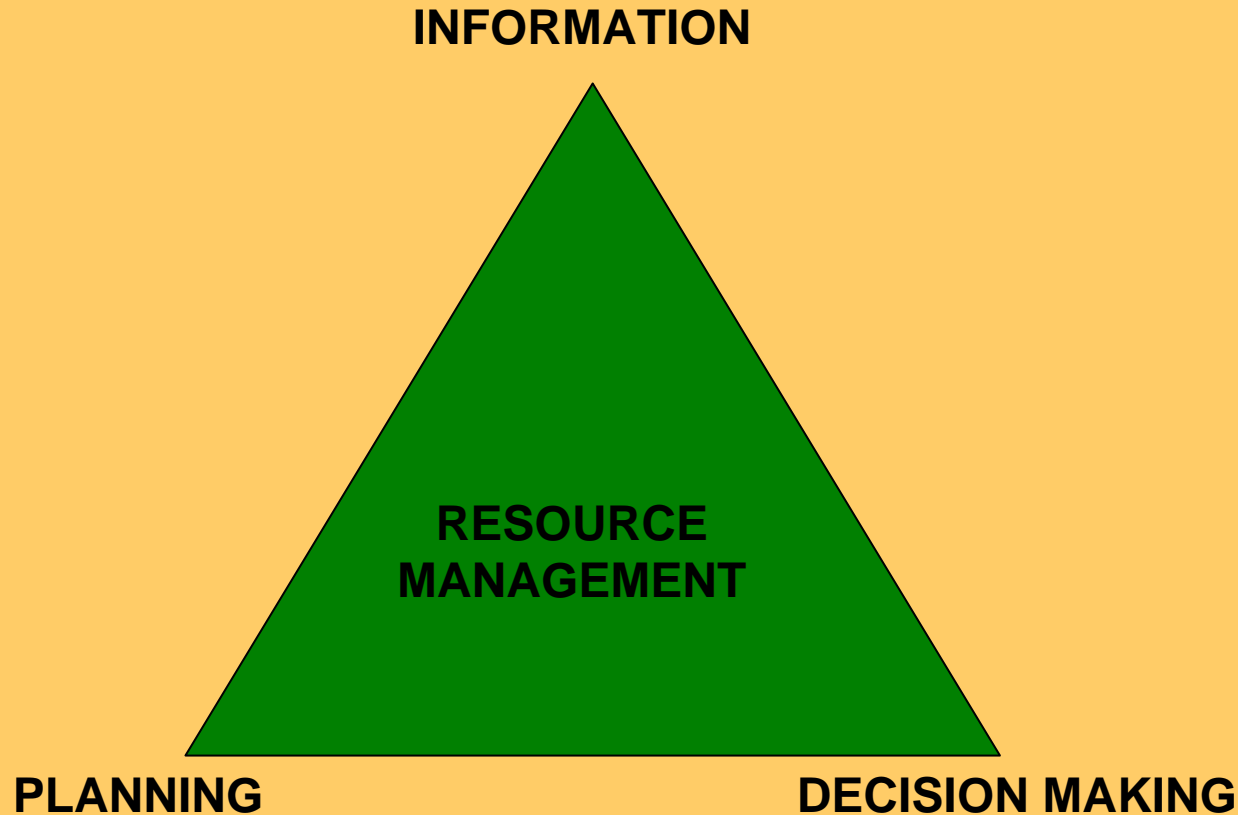 INFORMATION
RESOURCE
MANAGEMENT
PLANNING
DECISION MAKING